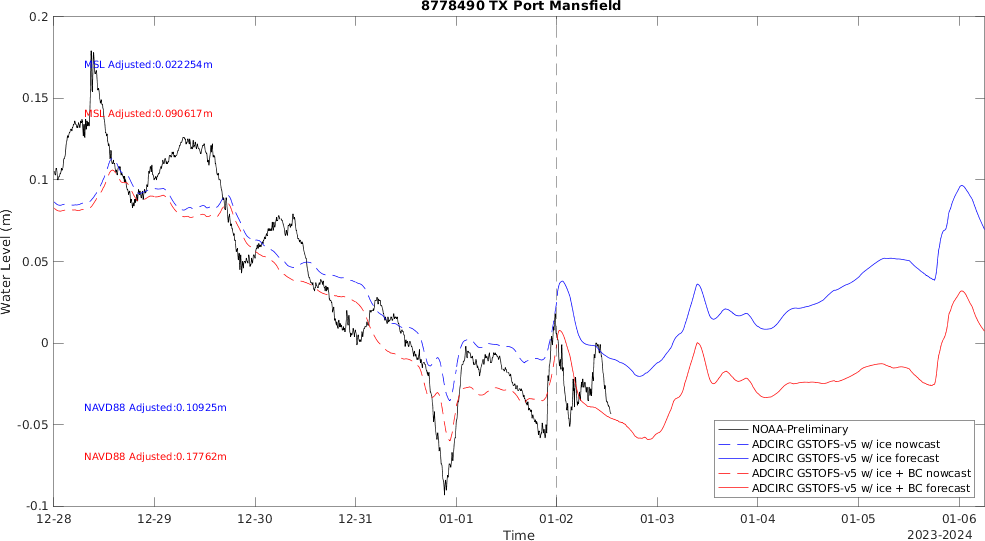 8778490 TX Port Mansfield
0.2
MSL Adjusted:0.022254m
0.15
MSL Adjusted:0.090617m
0.1
0.05
Water Level (m)
0
NAVD88 Adjusted:0.10925m
-0.05
NAVD88 Adjusted:0.17762m
-0.1
NOAA-Preliminary
ADCIRC GSTOFS-v5 w/ ice nowcast
ADCIRC GSTOFS-v5 w/ ice forecast
ADCIRC GSTOFS-v5 w/ ice + BC nowcast
ADCIRC GSTOFS-v5 w/ ice + BC forecast
12-28 12-29 12-30 12-31 01-01 01-02 01-03 01-04 01-05 01-06
Time
2023-2024